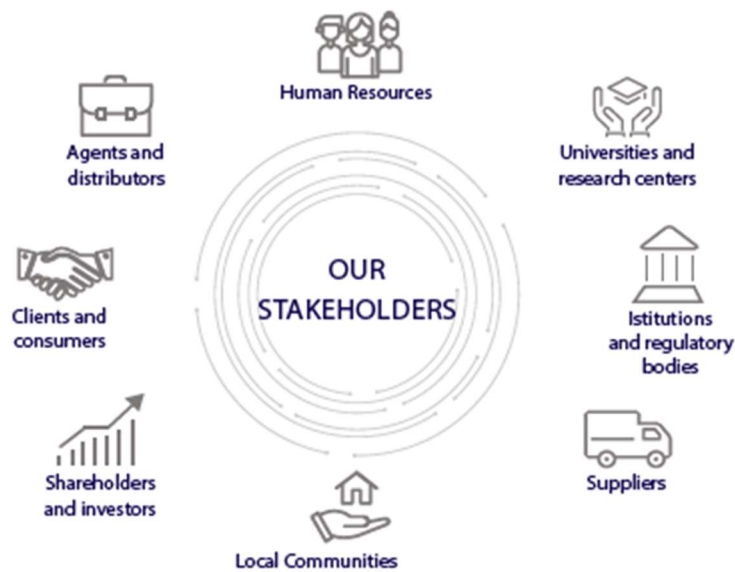 Human Resources
Agents and
distributors
Universities and
research centers
OUR
STAKEHOLDERS
Clients and
consumers
Istitutions
and regulatory
bodies
Shareholders
and investors
Suppliers
Local Communities